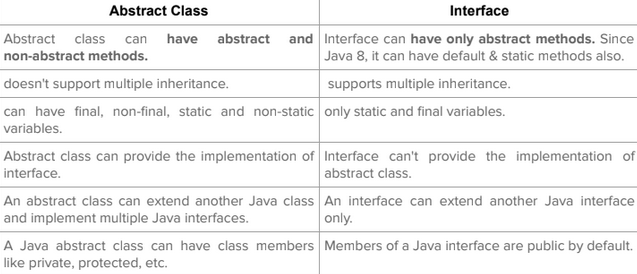 Abstract Class
Interface
Abstract class can have abstract and
non-abstract methods.
Interface can have only abstract methods. Since
Java 8, it can have default & static methods also.
doesn't support multiple inheritance.
supports multiple inheritance.
can have final, non-final, static and non-static
variables.
only static and final variables.
Abstract class can provide the implementation of
interface.
Interface can't provide the implementation of
abstract class.
An abstract class can extend another Java class
and implement multiple Java interfaces.
An interface can extend another Java interface
only.
A Java abstract class can have class members
like private, protected, etc.
Members of a Java interface are public by default.